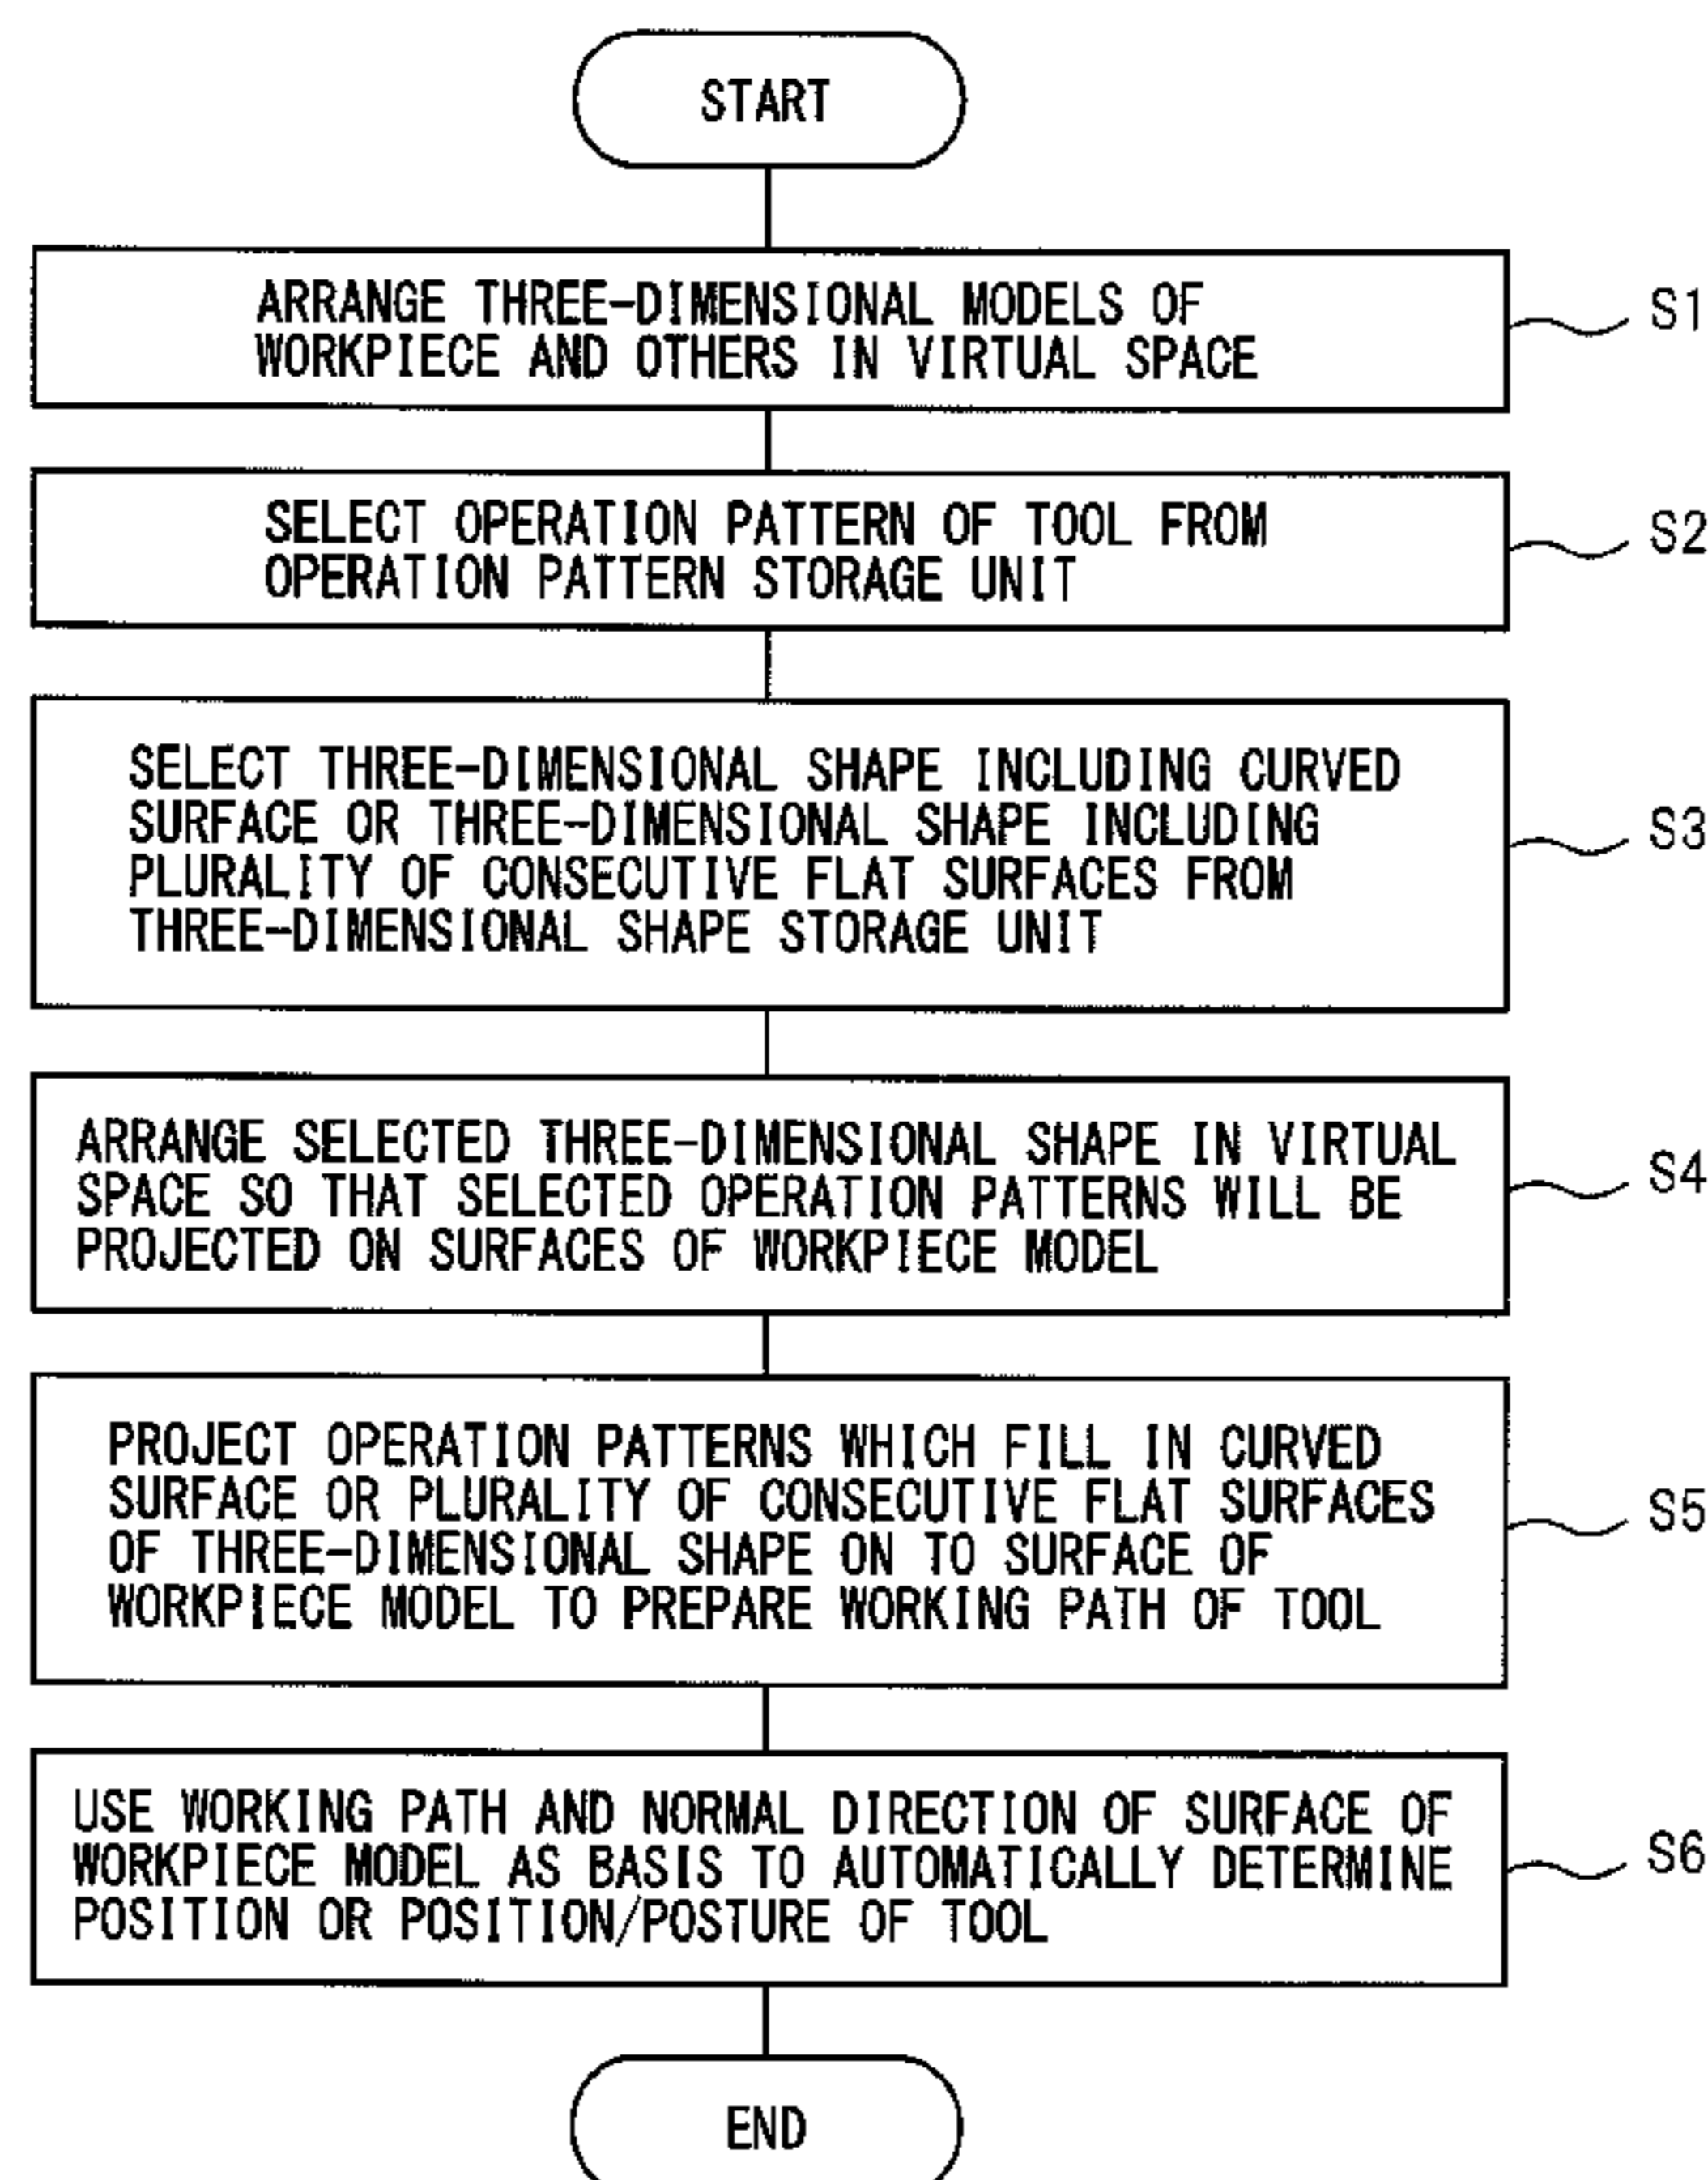 START
ARRANGE THREE-DIMENSIONAL MODELS OF
WORKPIECE AND OTHERS IN VIRTUAL SPACE
S1
SELECT OPERATION PATTERN OF TOOL FROM
OPERATION PATTERN STORAGE UNIT
S2
SELECT THREE-DIMENSIONAL SHAPE INCLUDING CURVED
SURFACE OR THREE-DIMENSIONAL SHAPE INCLUDING
PLURALITY OF CONSECUTIVE FLAT SURFACES FROM
THREE-DIMENSIONAL SHAPE STORAGE UNIT
S3
ARRANGE SELECTED THREE-DIMENSIONAL SHAPE IN VIRTUAL
SPACE SO THAT SELECTED OPERATION PATTERNS WILL BE
PROJECTED ON SURFACES OF WORKPIECE MODEL
S4
PROJECT OPERATION PATTERNS WHICH FILL IN CURVED
SURFACE OR PLURALITY OF CONSECUTIVE FLAT SURFACES
OF THREE-DIMENSIONAL SHAPE ON TO SURFACE OF
WORKPIECE MODEL TO PREPARE WORKING PATH OF TOOL
S5
USE WORKING PATH AND NORMAL DIRECTION OF SURFACE OF
WORKPIECE MODEL AS BASIS TO AUTOMATICALLY DETERMINE
POSITION OR POSITION/POSTURE OF TOOL
S6
END